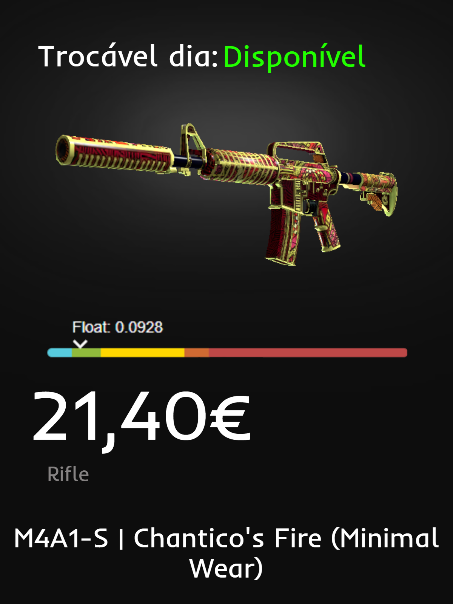 Trocável dia: Disponível
Float: 0.0928
21,40€
Rifle
M4A1-S | Chantico's Fire (Minimal
Wear)